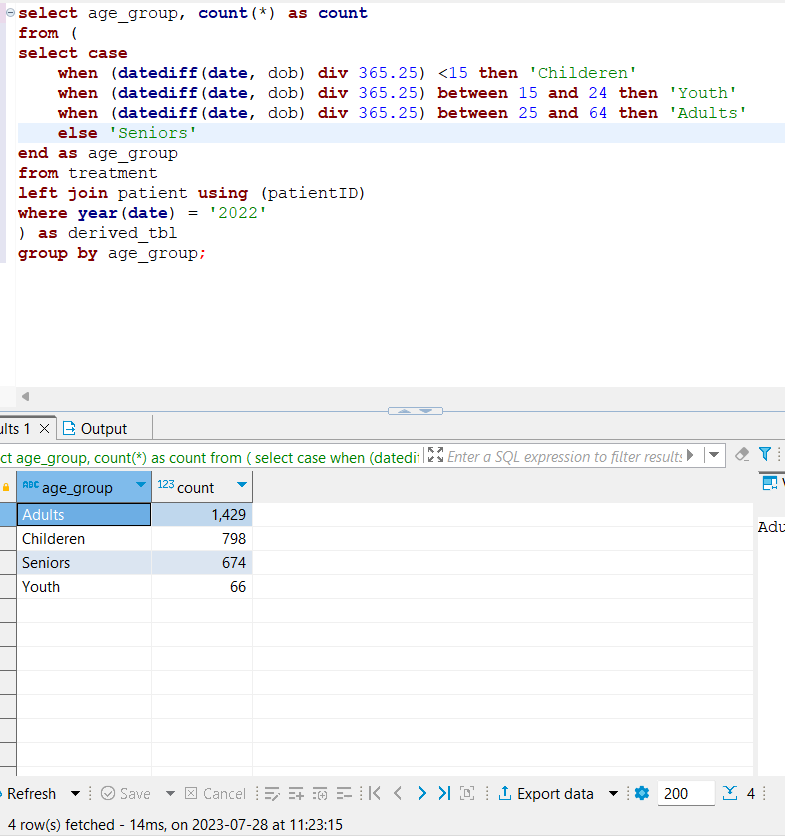 select age_group, count(*) as count
from (
select case
when (datediff(date, dob) div 365.25) <15 then 'Childeren'
when (datediff(date, dob) div 365.25) between 15 and 24 then 'Youth'
when (datediff(date, dob) div 365.25) between 25 and 64 then 'Adults'
else 'Seniors'
end as age_group
from treatment
left join patient using (patientID)
where year(date) = '2022'
) as derived_tbl
group by age_group;
ults 1 Output
ct age_group, count(*) as count from ( select case when (datedif Enter a SQL expression to filter results
ABC age_group 123 count
Adults 1,429
Childeren 798
Seniors 674
Youth 66
Adu
Refresh Save Cancel Export data 200 4
4 row(s) fetched - 14ms, on 2023-07-28 at 11:23:15